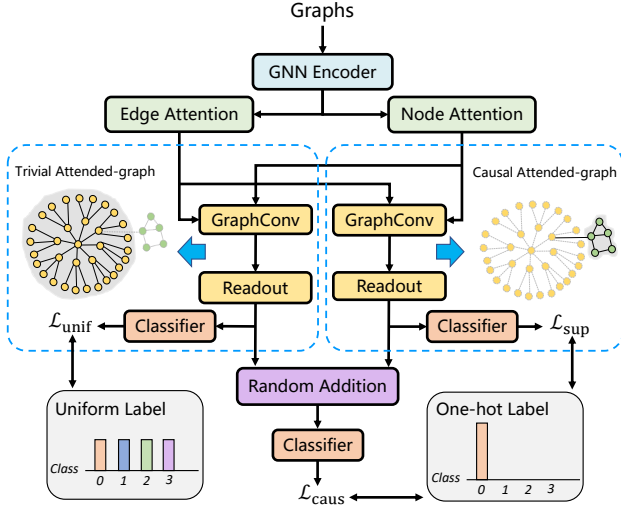 Graphs
GNN Encoder
Edge Attention
Node Attention
Trivial Attended-graph
Causal Attended-graph
GraphConv
GraphConv
Readout
Readout
ℒunif
Classifier
Classifier
ℒsup
Random Addition
Uniform Label
Class
0 1 2 3
One-hot Label
Class
0 1 2 3
Classifier
ℒcaus